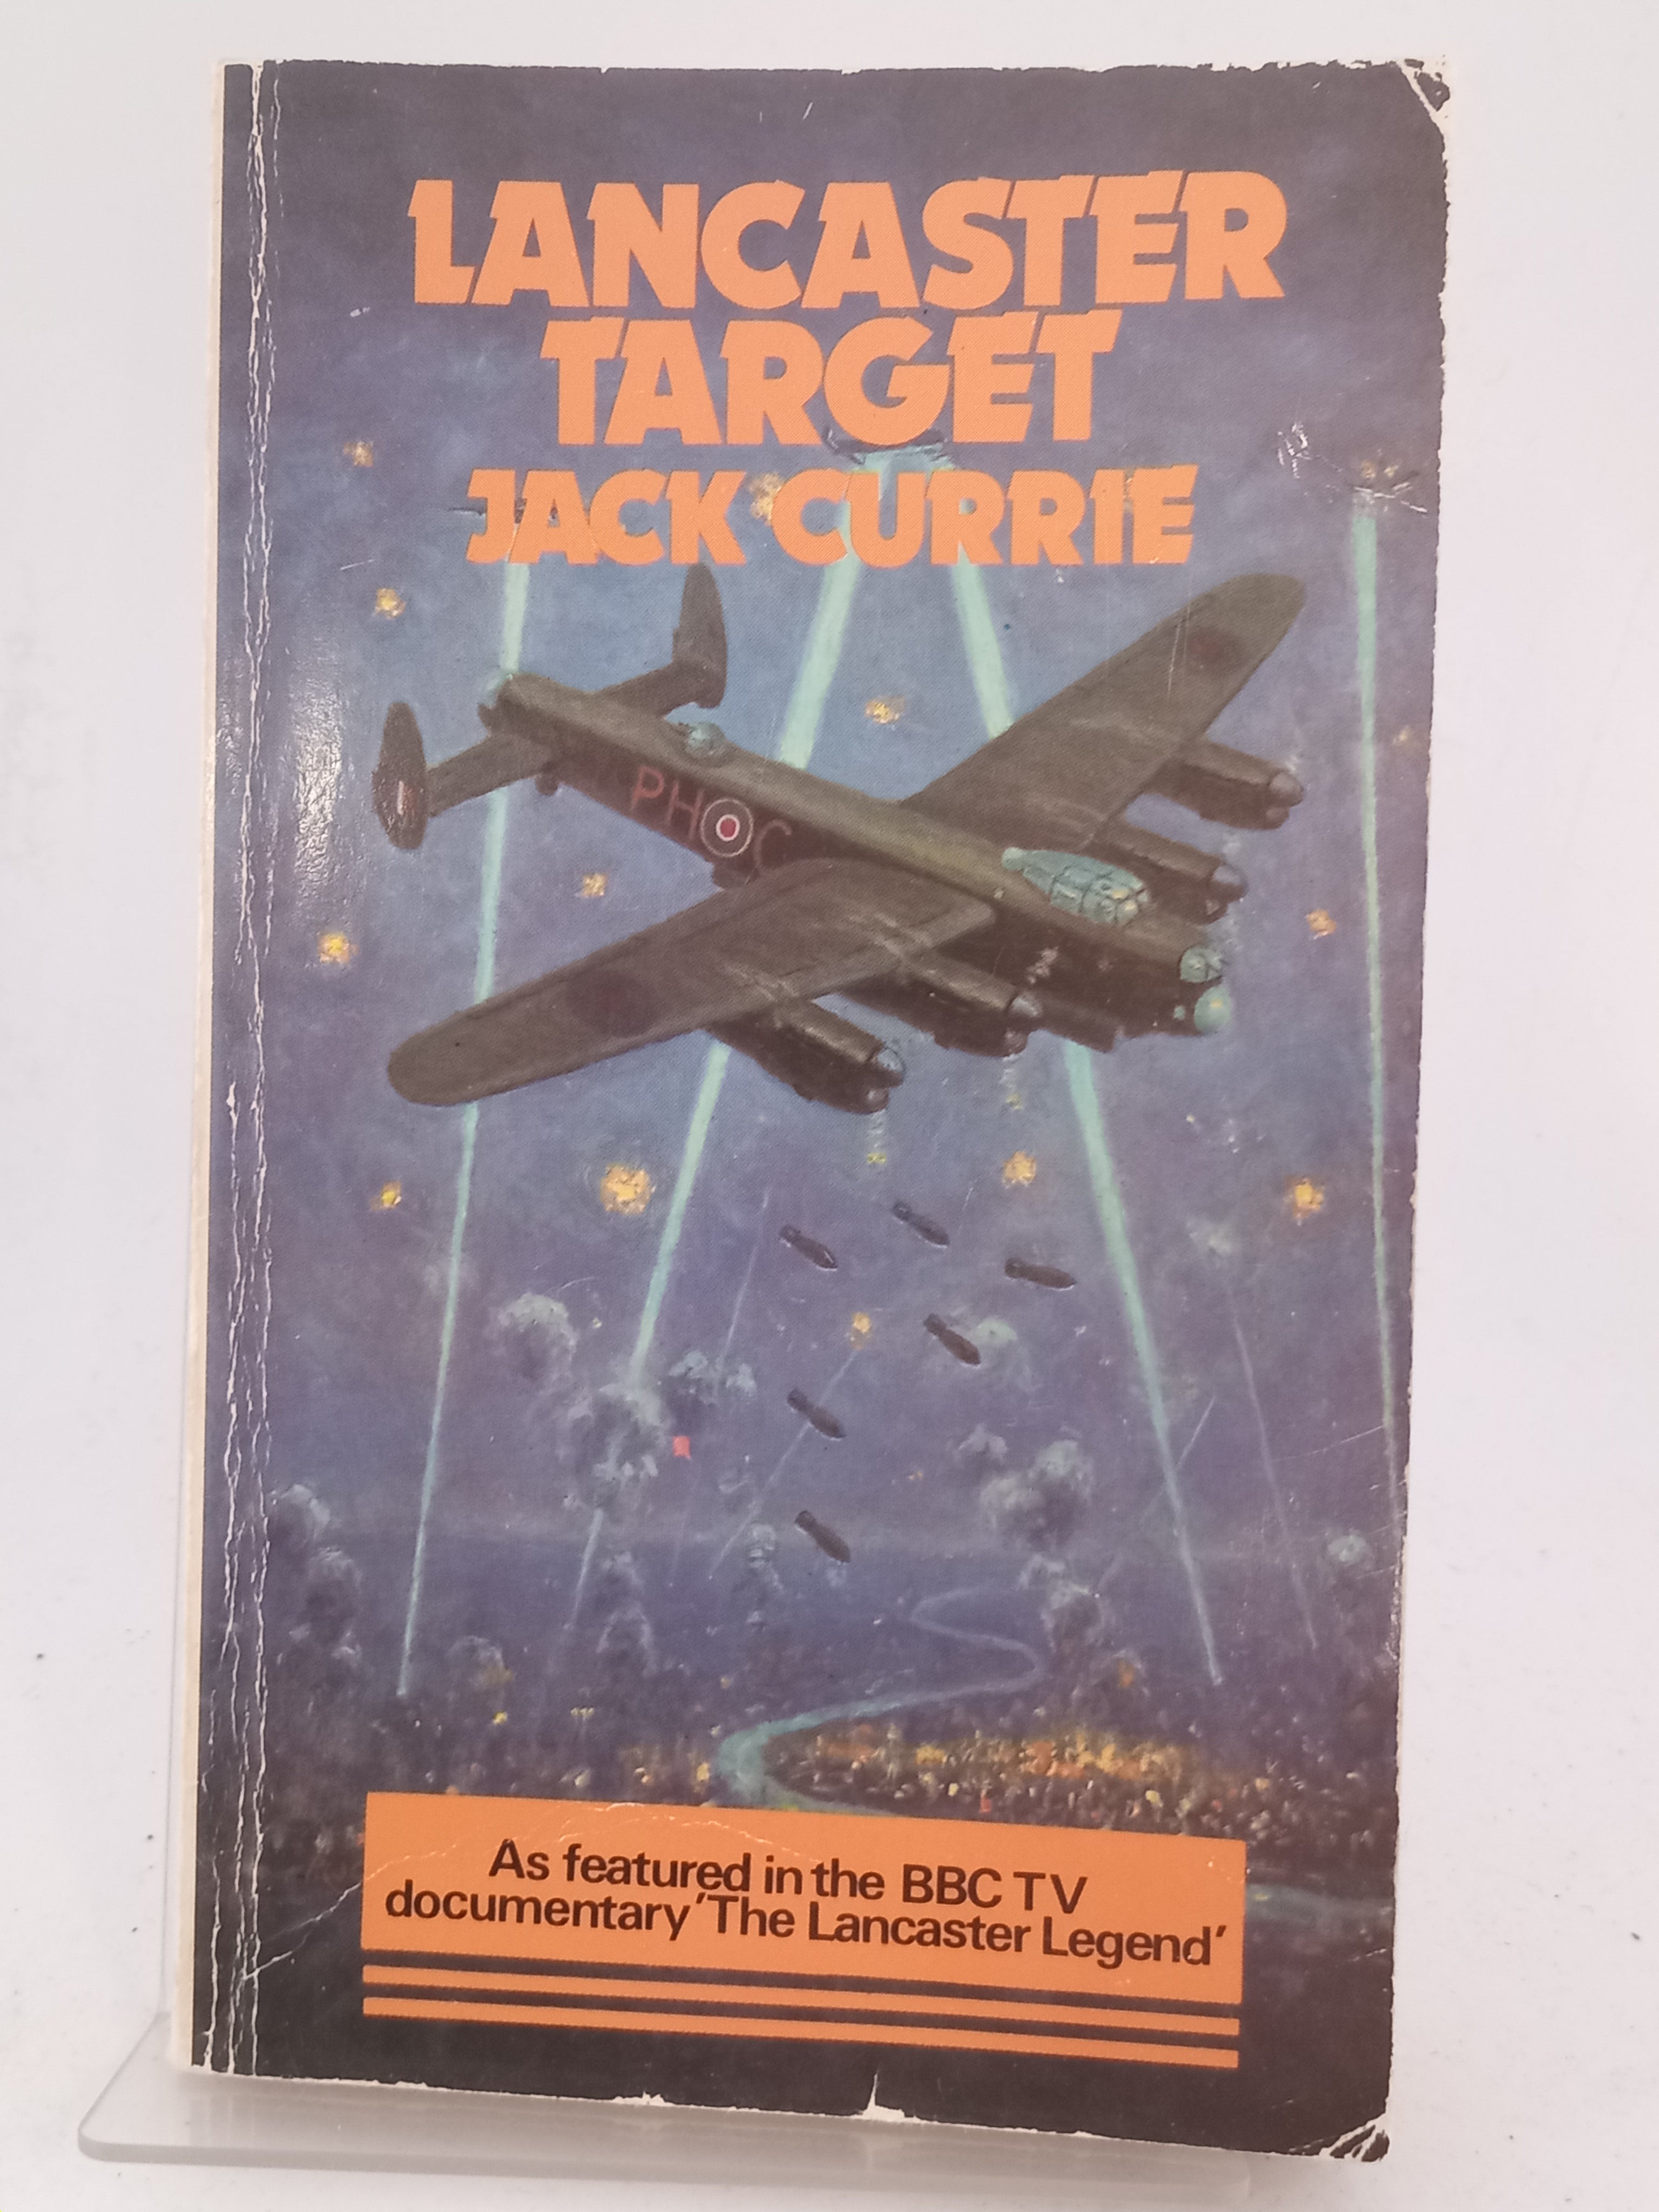 LANCASTER
TARGET
JACK CURRIE
PH C
As featured in the BBC TV
documentary 'The Lancaster Legend'